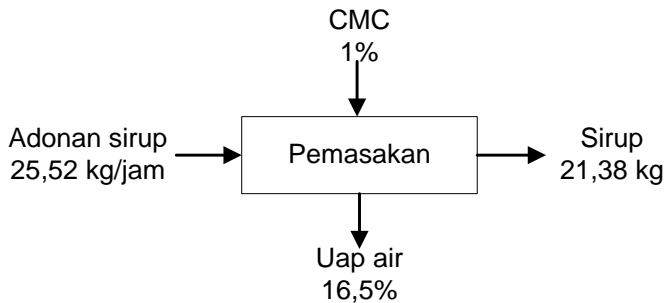 CMC
1%
Adonan sirup
25,52 kg/jam
Pemasakan
Sirup
21,38 kg
Uap air
16,5%